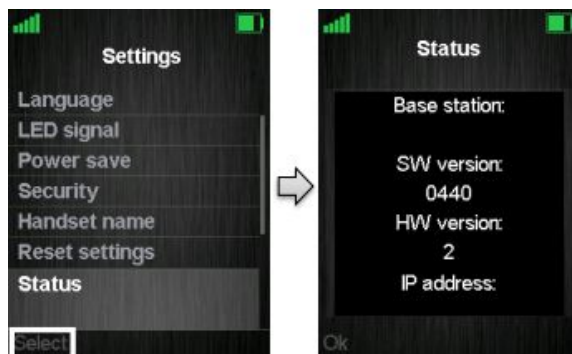 Settings
Language
LED signal
Power save
Security
Handset name
Reset settings
Status
Select
Status
Base station:
SW version:
0440
HW version:
2
IP address:
Ok